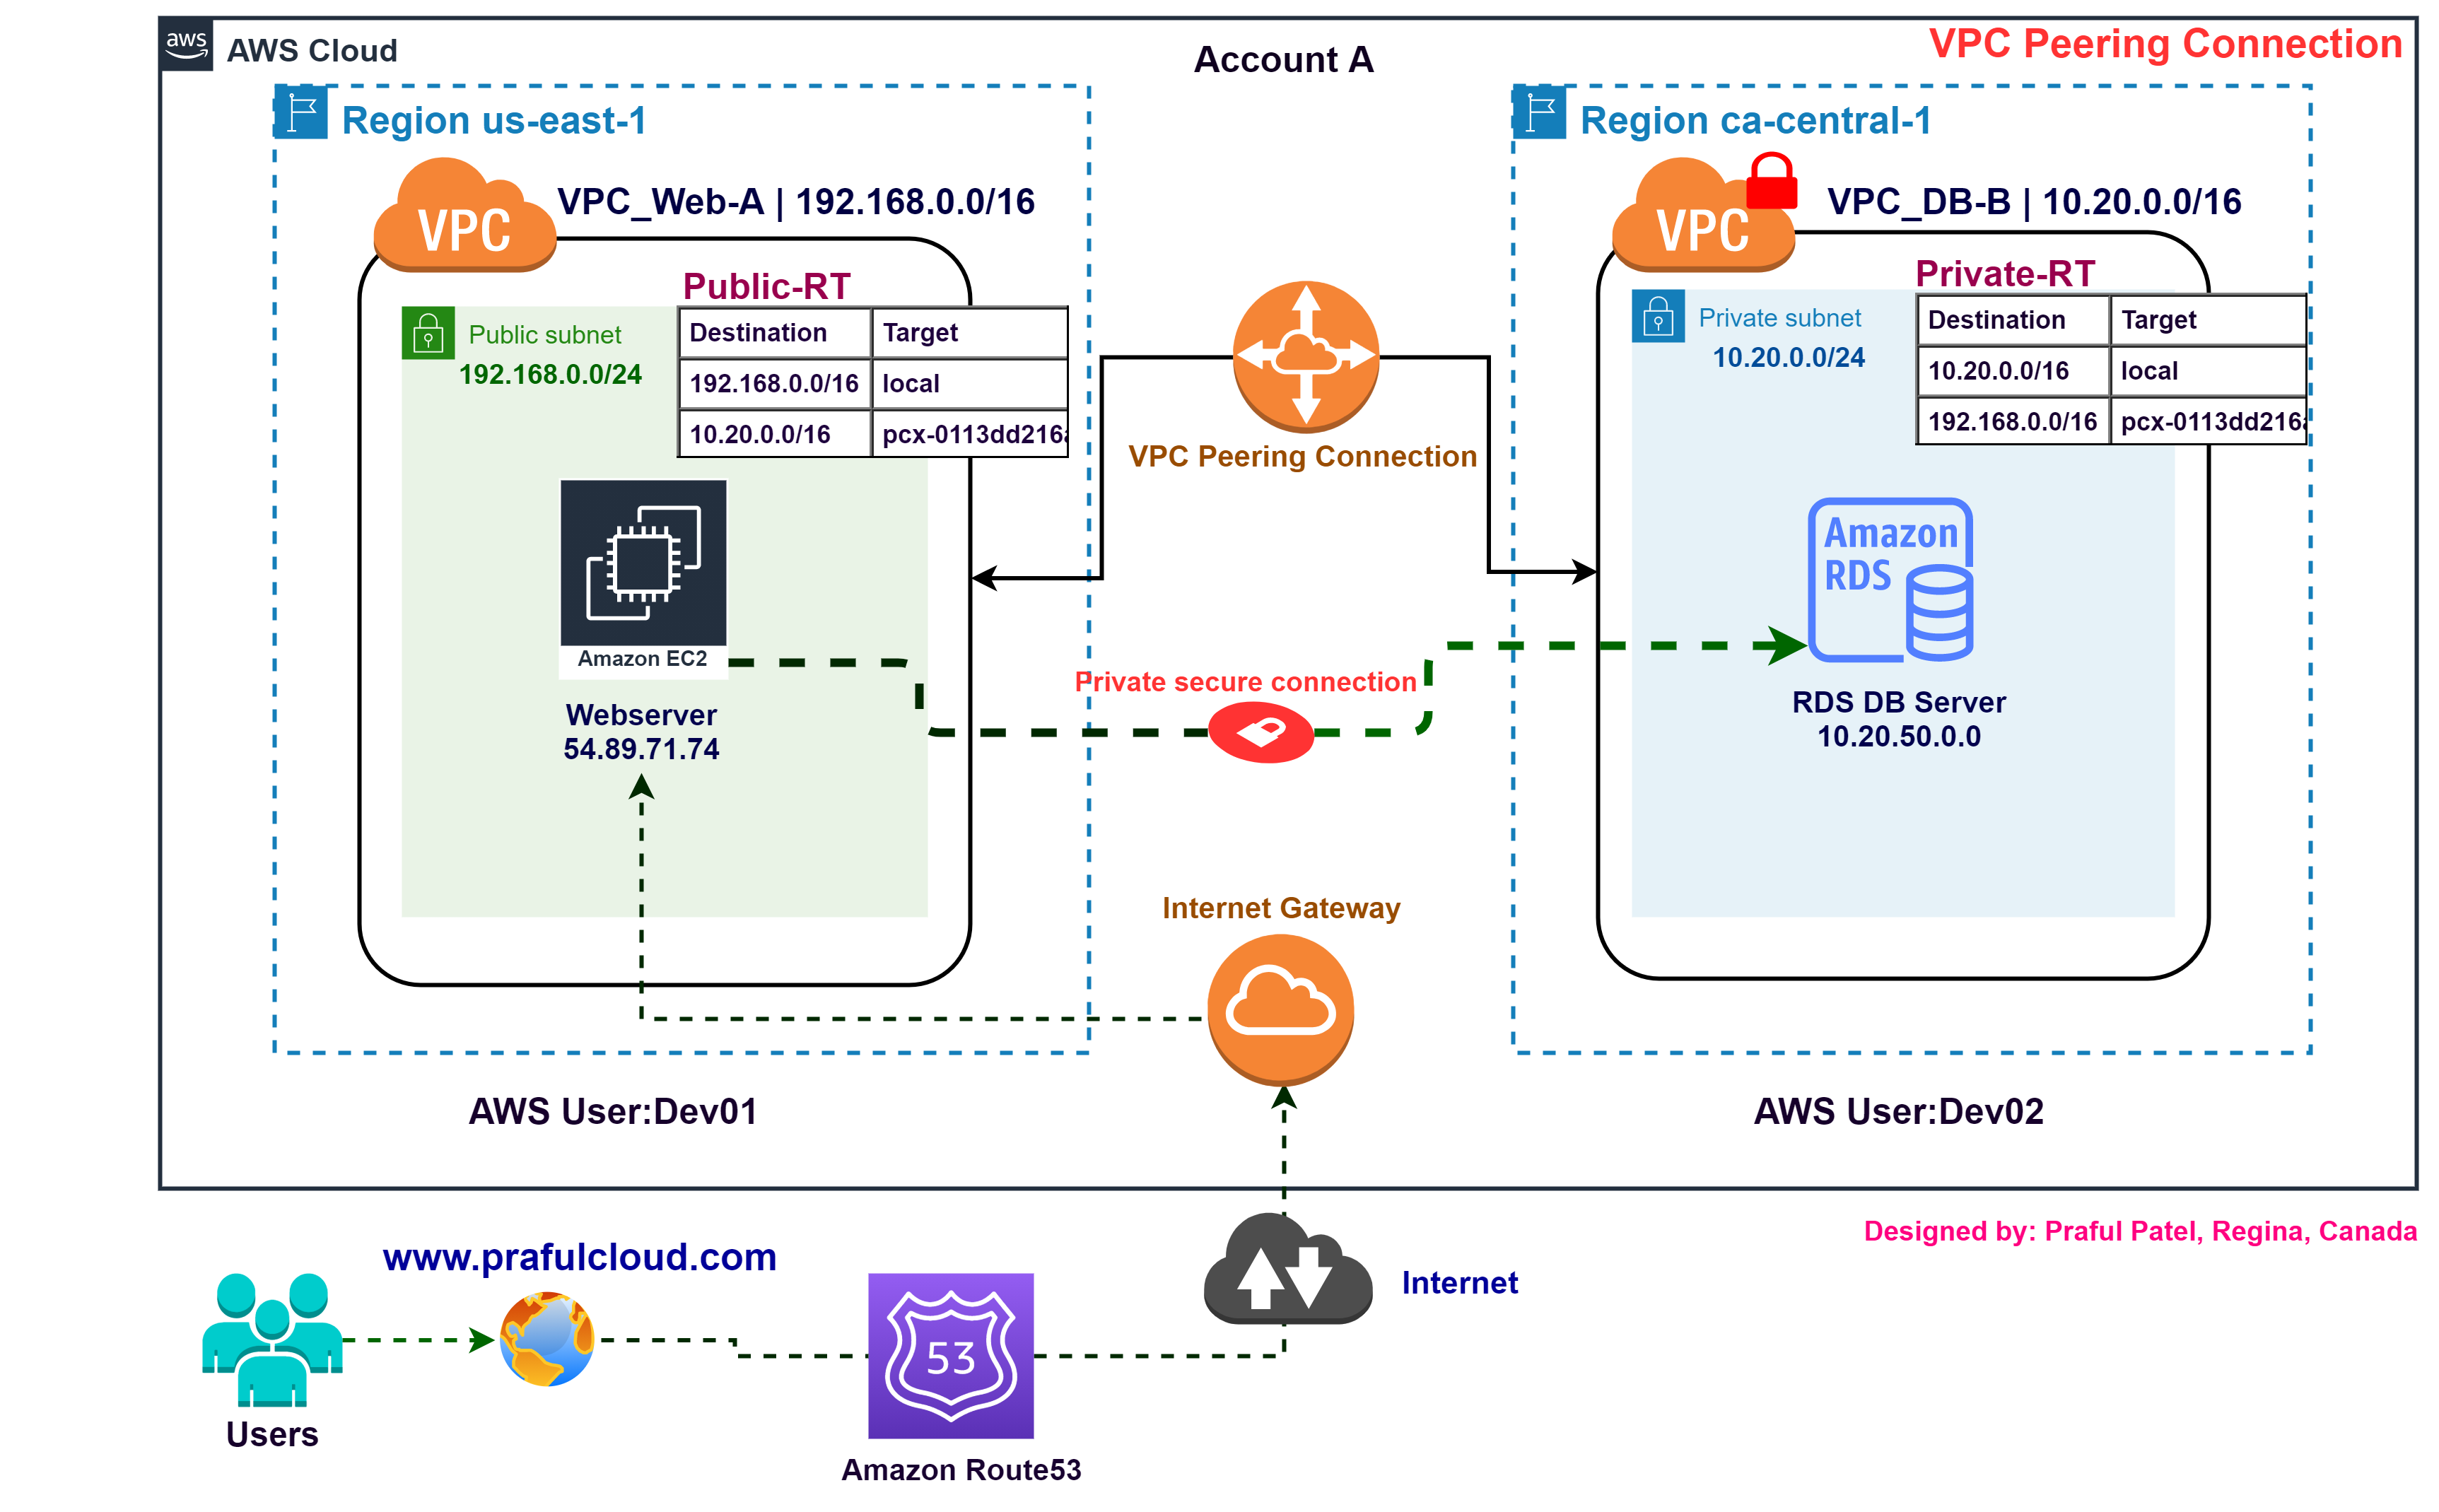 aws
AWS Cloud
Account A
VPC Peering Connection
Region us-east-1
Region ca-central-1
VPC
VPC_Web-A | 192.168.0.0/16
VPC
VPC_DB-B | 10.20.0.0/16
Public-RT
Public subnet
192.168.0.0/24
Destination Target
192.168.0.0/16 local
10.20.0.0/16 pcx-0113dd216
VPC Peering Connection
Private-RT
Private subnet
10.20.0.0/24
Destination Target
10.20.0.0/16 local
192.168.0.0/16 pcx-0113dd216
Amazon EC2
Webserver
54.89.71.74
Private secure connection
Amazon
RDS
RDS DB Server
10.20.50.0.0
Internet Gateway
AWS User:Dev01
AWS User:Dev02
Designed by: Praful Patel, Regina, Canada
www.prafulcloud.com
Internet
53
Users
Amazon Route53